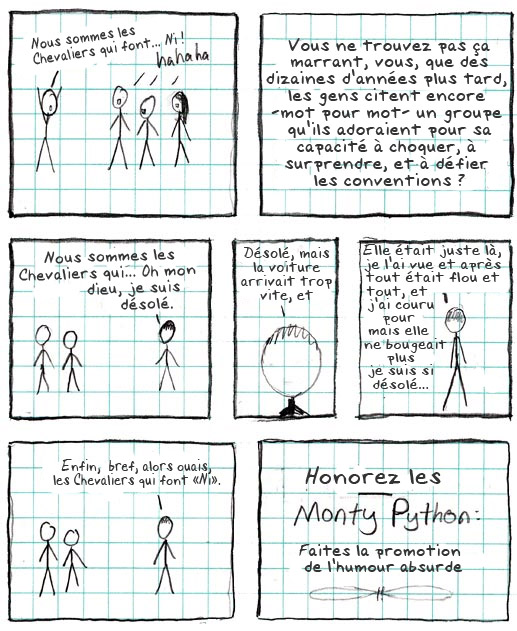 Nous sommes les
Chevaliers qui font... Ni !
hahaha
Vous ne trouvez pas ça
marrant, vous, que des
dizaines d'années plus tard,
les gens citent encore
-mot pour mot- un groupe
qu'ils adoraient pour sa
capacité à choquer, à
surprendre, et à défier
les conventions ?
Nous sommes les
Chevaliers qui... Oh mon
dieu, je suis
désolé.
Désolé, mais
la voiture
arrivait trop
vite, et
Elle était juste là,
je l'ai vue et après
tout était flou et
tout, et
j'ai couru
pour
mais elle
ne bougeait
plus
je suis si
désolé...
Enfin, bref, alors ouais,
les Chevaliers qui font «Ni».
Honorez les
Monty Python:
Faites la promotion
de l'humour absurde